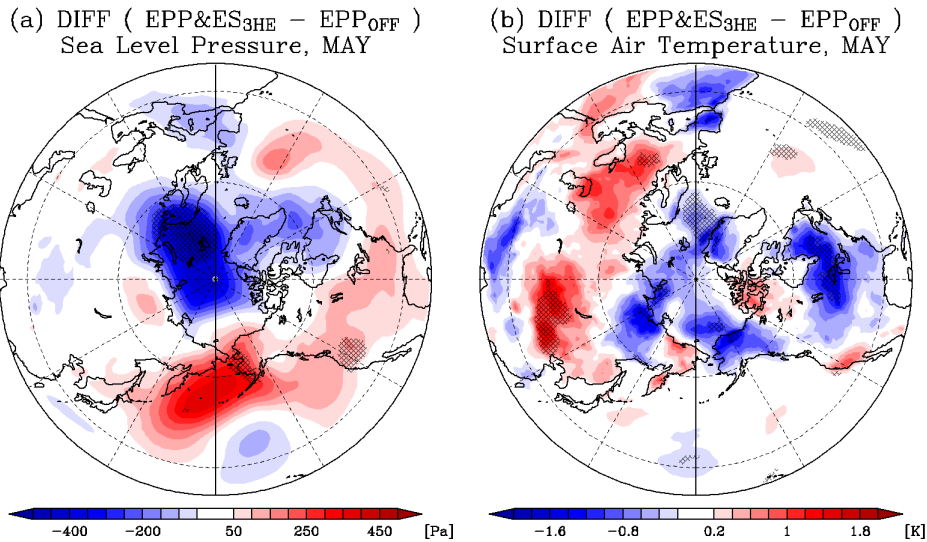 (a) DIFF ( EPP&ES3HE − EPPOFF )
Sea Level Pressure, MAY
(b) DIFF ( EPP&ES3HE − EPPOFF )
Surface Air Temperature, MAY
−400 −200 50 250 450 [Pa]
−1.6 −0.8 0.2 1 1.8 [K]